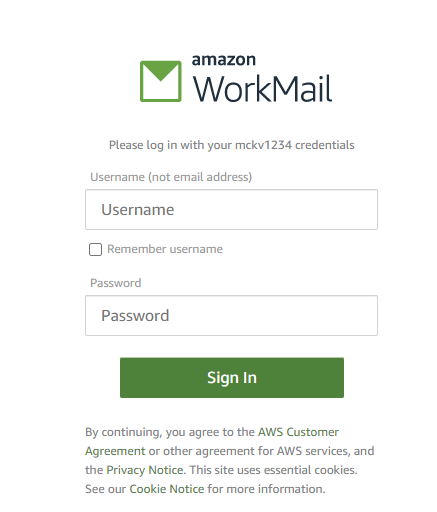 amazon
WorkMail
Please log in with your mckv1234 credentials
Username (not email address)
Username
Remember username
Password
Password
Sign In
By continuing, you agree to the AWS Customer
Agreement or other agreement for AWS services, and
the Privacy Notice. This site uses essential cookies.
See our Cookie Notice for more information.